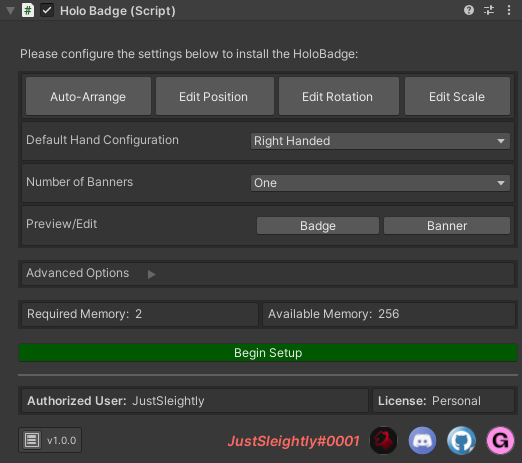 Holo Badge (Script)
Please configure the settings below to install the HoloBadge:
Auto-Arrange Edit Position Edit Rotation Edit Scale
Default Hand Configuration Right Handed
Number of Banners One
Preview/Edit Badge Banner
Advanced Options
Required Memory: 2 Available Memory: 256
Begin Setup
Authorized User: JustSleightly License: Personal
v1.0.0 JustSleightly#0001 G